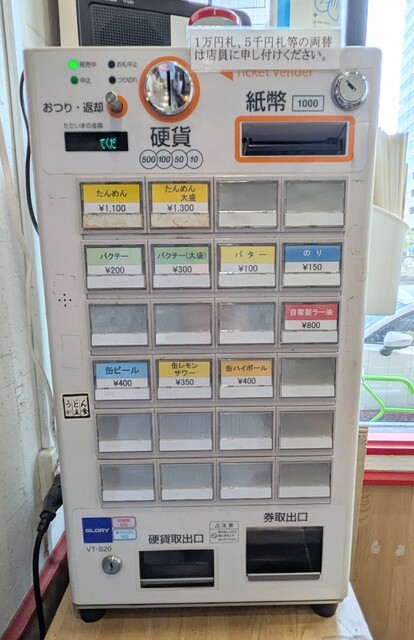 1万円札、5千円札等の両替
は店員に申し付けください。
発売中
お札中止
中止
つり切れ
Ticket Vender
おつり・返却
紙幣
1000
ただいまの金額
硬貨
500 100 50 10
たんめん
¥1,100
たんめん
大盛
¥1,300
パクチー
¥200
パクチー(大盛)
¥300
バター
¥100
のり
¥150
自家製ラー油
¥800
缶ビール
¥400
缶レモン
サワー
¥350
缶ハイボール
¥400
GLORY
VT-S20
硬貨取出口
注意
券取出口